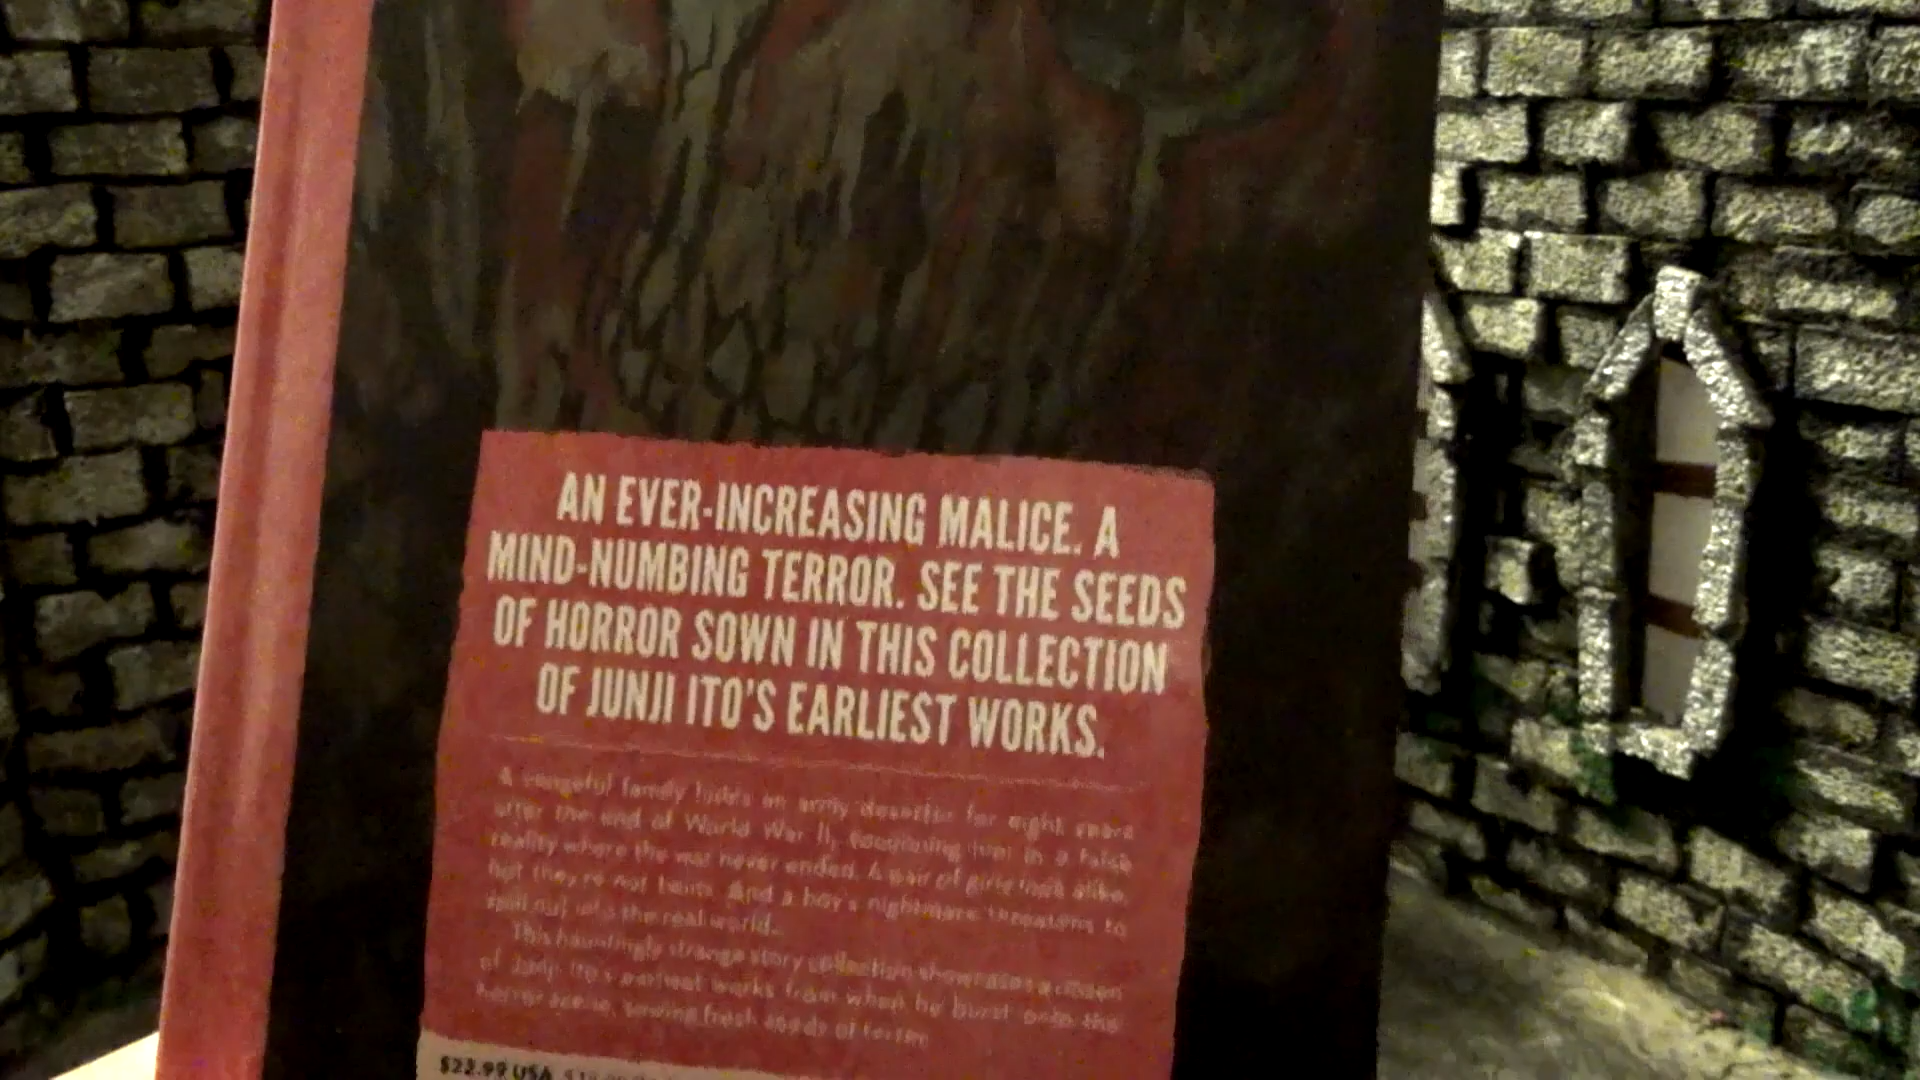 AN EVER-INCREASING MALICE. A
MIND-NUMBING TERROR. SEE THE SEEDS
OF HORROR SOWN IN THIS COLLECTION
OF JUNJI ITO'S EARLIEST WORKS.
A vengeful family hides an army deserter for eight years
after the end of World War II, in a false
reality where the war never ended. A pair of girls look alike,
but they're not twins. And a boy's nightmare threatens to
spill out into the real world.
This hauntingly strange story collection showcases a dozen
of Junji Ito's earliest works from when he burst onto the
horror scene, sowing fresh seeds of terror.
$22.99 USA